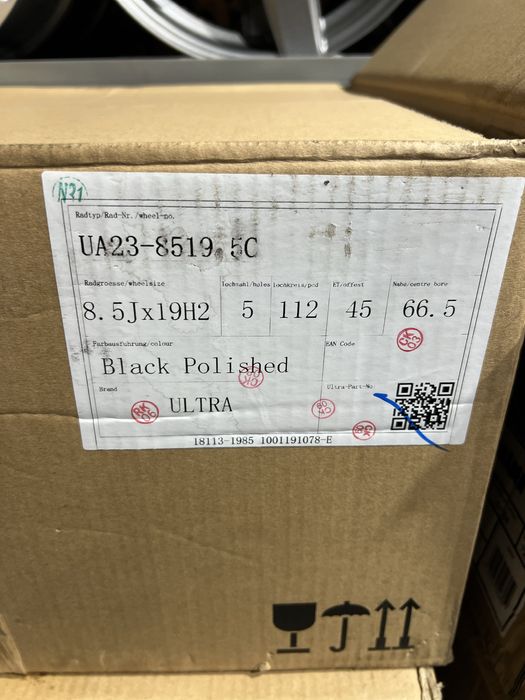 N21
Radtyp/Rad-Nr./wheel-no.
UA23-8519.5C
Radgroesse/wheelsize lochzahl/holes lochkreis/pcd ET/offest Nabe/centre bore
8.5Jx19H2 5 112 45 66.5
Farbausfuhrung/colour EAN Code
Black Polished
Brand Ultra-Part-No
ULTRA
18113-1985 1001191078-E